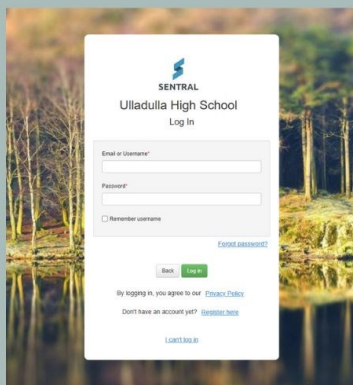 SENTRAL
Ulladulla High School
Log In
Email or Username*
Password*
Remember username
Forgot password?
Back Log in
By logging in, you agree to our Privacy Policy
Don't have an account yet? Register here
I can't log in